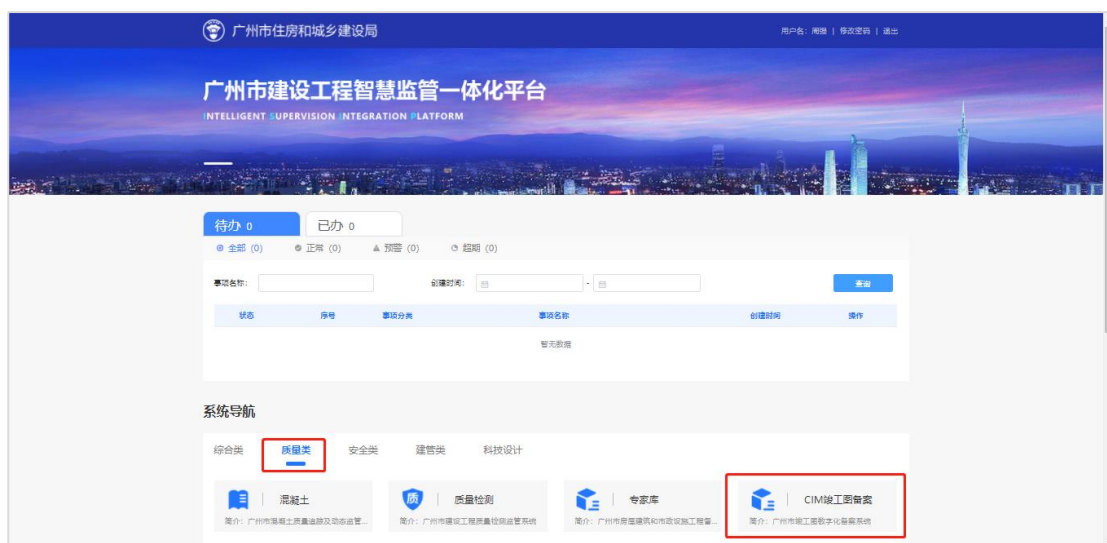 广州市住房和城乡建设局
用户名: | 修改密码 | 退出
广州市建设工程智慧监管一体化平台
INTELLIGENT SUPERVISION INTEGRATION PLATFORM
待办 0 已办 0
全部 (0) 正常 (0) 预警 (0) 超期 (0)
事项名称: 创建时间: - 查询
状态 序号 事项分类 事项名称 创建时间 操作
暂无数据
系统导航
综合类 质量类 安全类 建管类 科技设计
混凝土 质 质量检测 专家库 CIM竣工图备案
简介: 广州市混凝土质量追踪及动态监管... 简介: 广州市建设工程质量检测监管系统 简介: 广州市房屋建筑和市政设施工程智... 简介: 广州市竣工图数字化备案系统